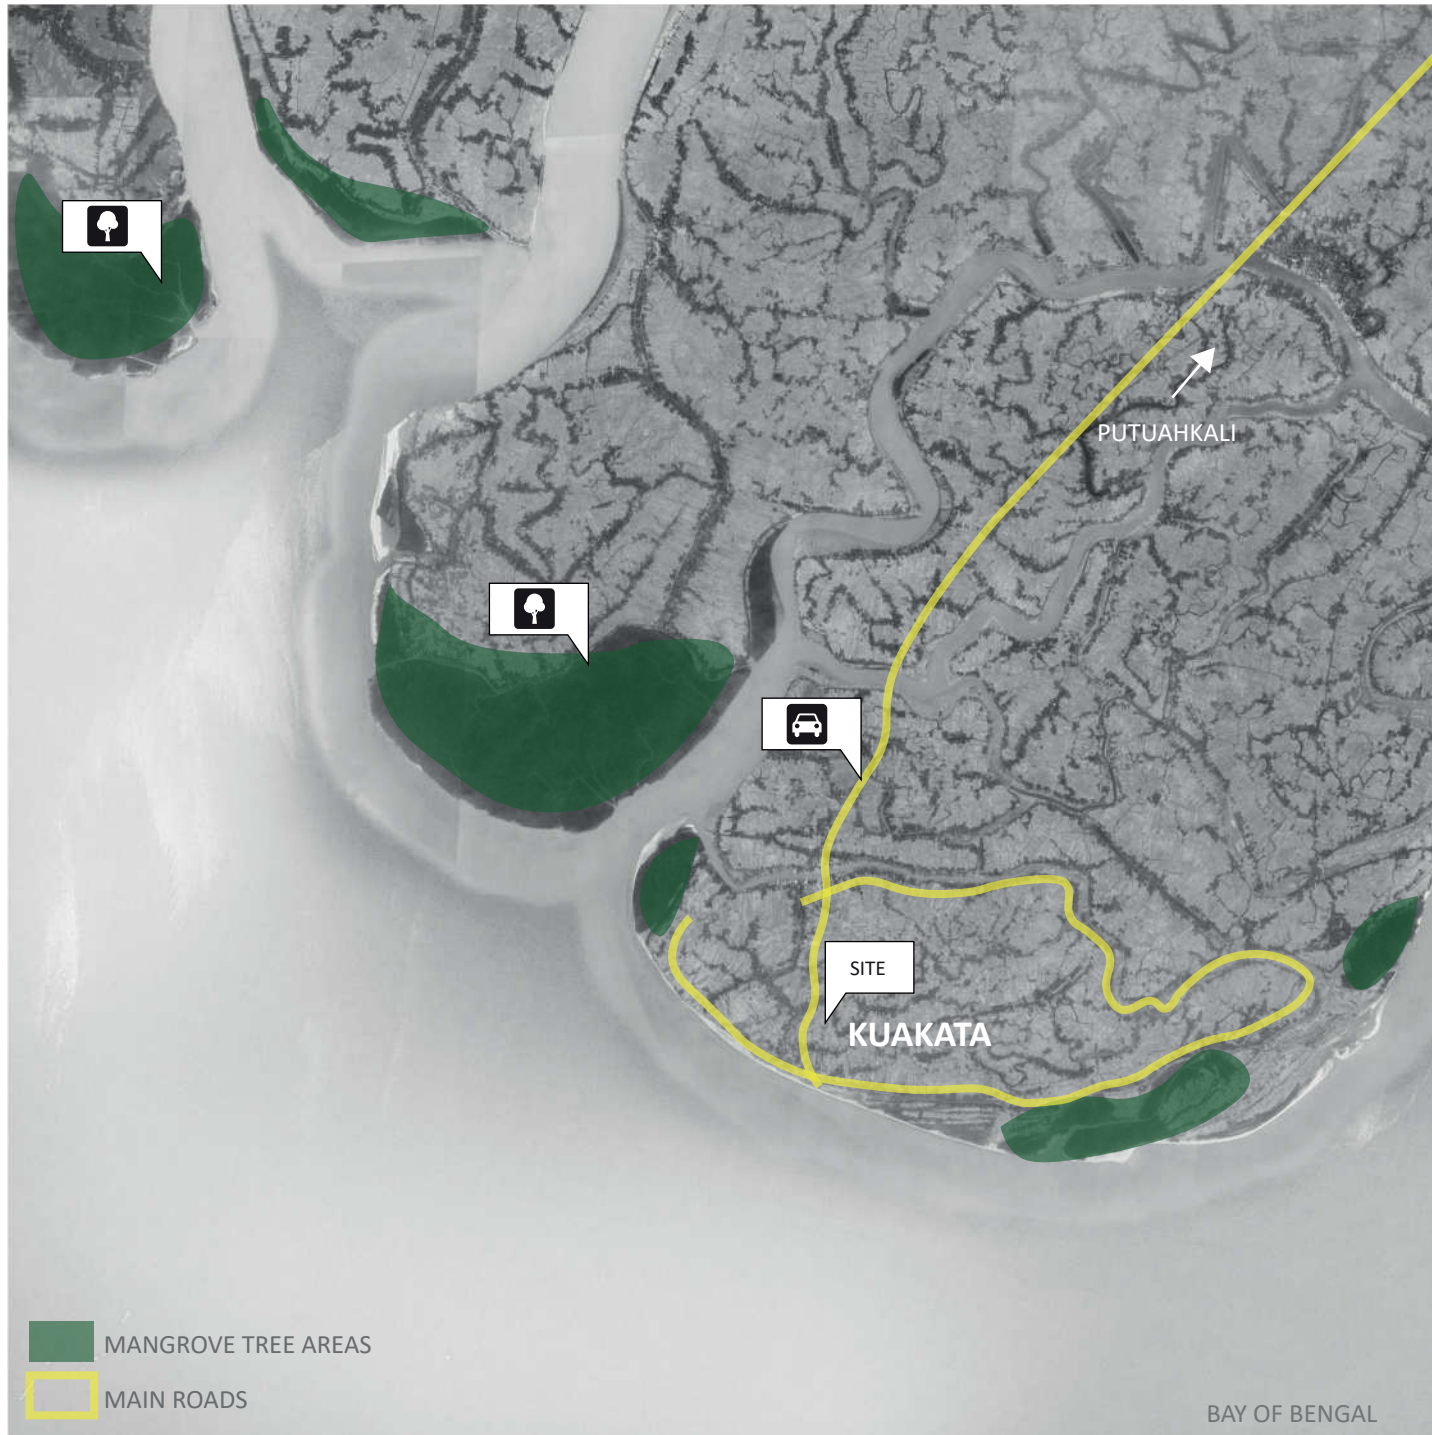 PUTUAHKALI
SITE
KUAKATA
MANGROVE TREE AREAS
MAIN ROADS
BAY OF BENGAL